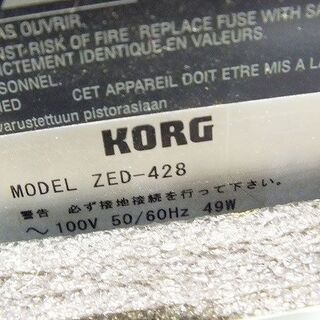 AS OUVRIR.
NST RISK OF FIRE, REPLACE FUSE WITH SA
ICTEMENT IDENTIQUE EN VALEURS.
SONNEL.
NED CET APPAREIL DOIT ETRE MIS A LA
varustettuun pistorasiaan
KORG
MODEL ZED-428
警告 必ず接地接続を行って下さい。
〜 100V 50/60Hz 49W